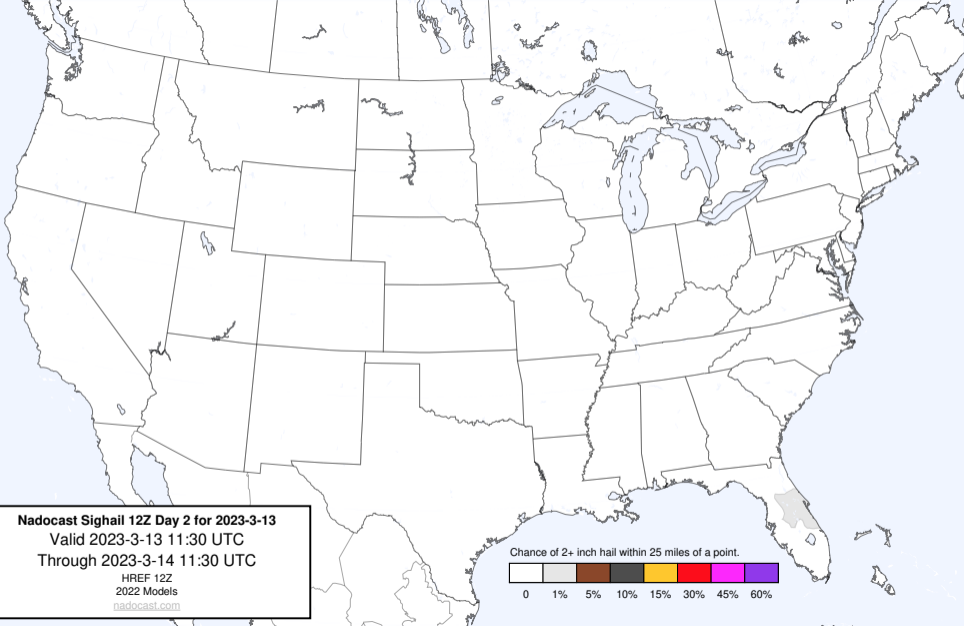 Nadocast Sighail 12Z Day 2 for 2023-3-13
Valid 2023-3-13 11:30 UTC
Through 2023-3-14 11:30 UTC
HREF 12Z
2022 Models
nadocast.com
Chance of 2+ inch hail within 25 miles of a point.
0 1% 5% 10% 15% 30% 45% 60%